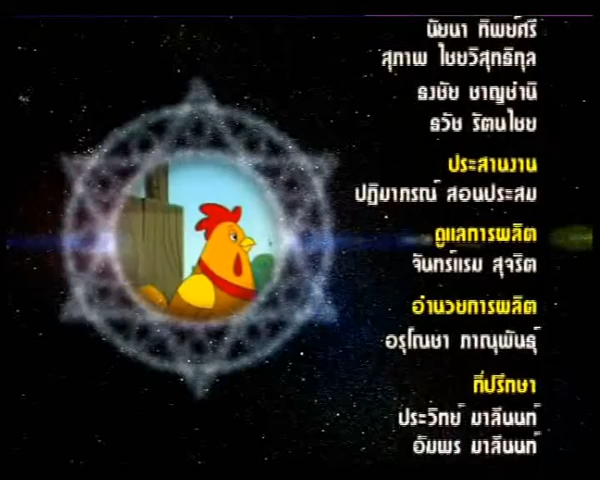 นัยนา ทิพย์ศรี
สุภาพ ไชยวิสุทธิกุล
ธงชัย ชาญชำนิ
ธวัช รัตนไชย
ประสานงาน
ปฏิมาภรณ์ สอนประสม
ดูแลการผลิต
จันทร์แรม สุจริต
อำนวยการผลิต
อรุโณชา ภาณุพันธุ์
ที่ปรึกษา
ประวิทย์ มาลีนนท์
อัมพร มาลีนนท์